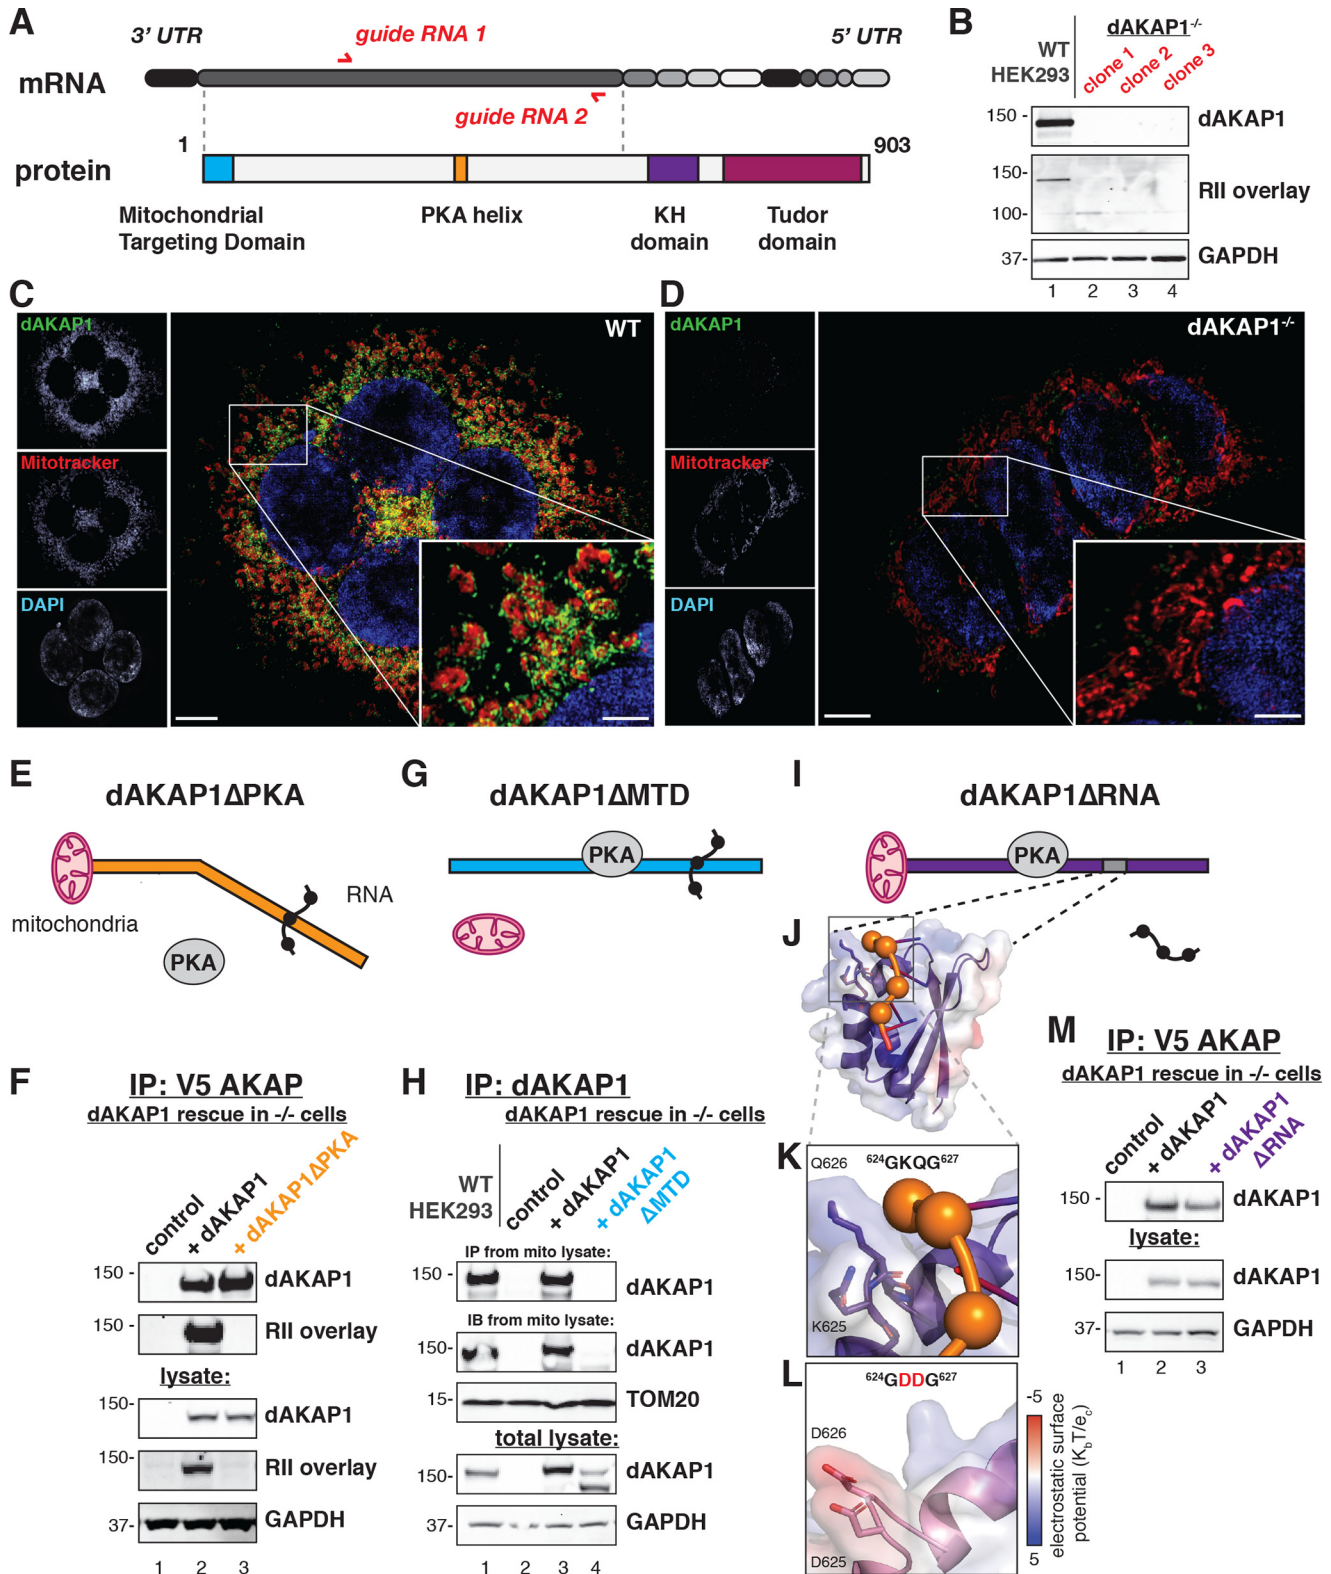 A
3' UTR
guide RNA 1
5' UTR
mRNA
guide RNA 2
1
903
protein
Mitochondrial
Targeting Domain
PKA helix
KH
domain
Tudor
domain
B
WT
HEK293
dAKAP1-/-
clone 1
clone 2
clone 3
150 -
dAKAP1
150-
100-
RII overlay
37-
GAPDH
1 2 3 4
C
dAKAP1
Mitotracker
DAPI
WT
D
dAKAP1
Mitotracker
DAPI
dAKAP1-/-
E
dAKAP1ΔPKA
RNA
mitochondria
PKA
G
dAKAP1ΔMTD
PKA
I
dAKAP1ΔRNA
PKA
J
F
IP: V5 AKAP
dAKAP1 rescue in -/- cells
control
+ dAKAP1
+ dAKAP1ΔPKA
150 -
dAKAP1
150 -
RII overlay
lysate:
150-
dAKAP1
150-
RII overlay
37-
GAPDH
1 2 3
H
IP: dAKAP1
dAKAP1 rescue in -/- cells
WT
HEK293
control
+ dAKAP1
+ dAKAP1
ΔMTD
IP from mito lysate:
150 -
dAKAP1
IB from mito lysate:
150-
dAKAP1
15-
TOM20
total lysate:
150-
dAKAP1
37-
GAPDH
1 2 3 4
K
Q626
624GKQG627
K625
L
624GDDG627
D626
D625
-5
electrostatic surface
potential (KbT/ec)
5
M
IP: V5 AKAP
dAKAP1 rescue in -/- cells
control
+ dAKAP1
+ dAKAP1
ΔRNA
150 -
dAKAP1
lysate:
150-
dAKAP1
37-
GAPDH
1 2 3